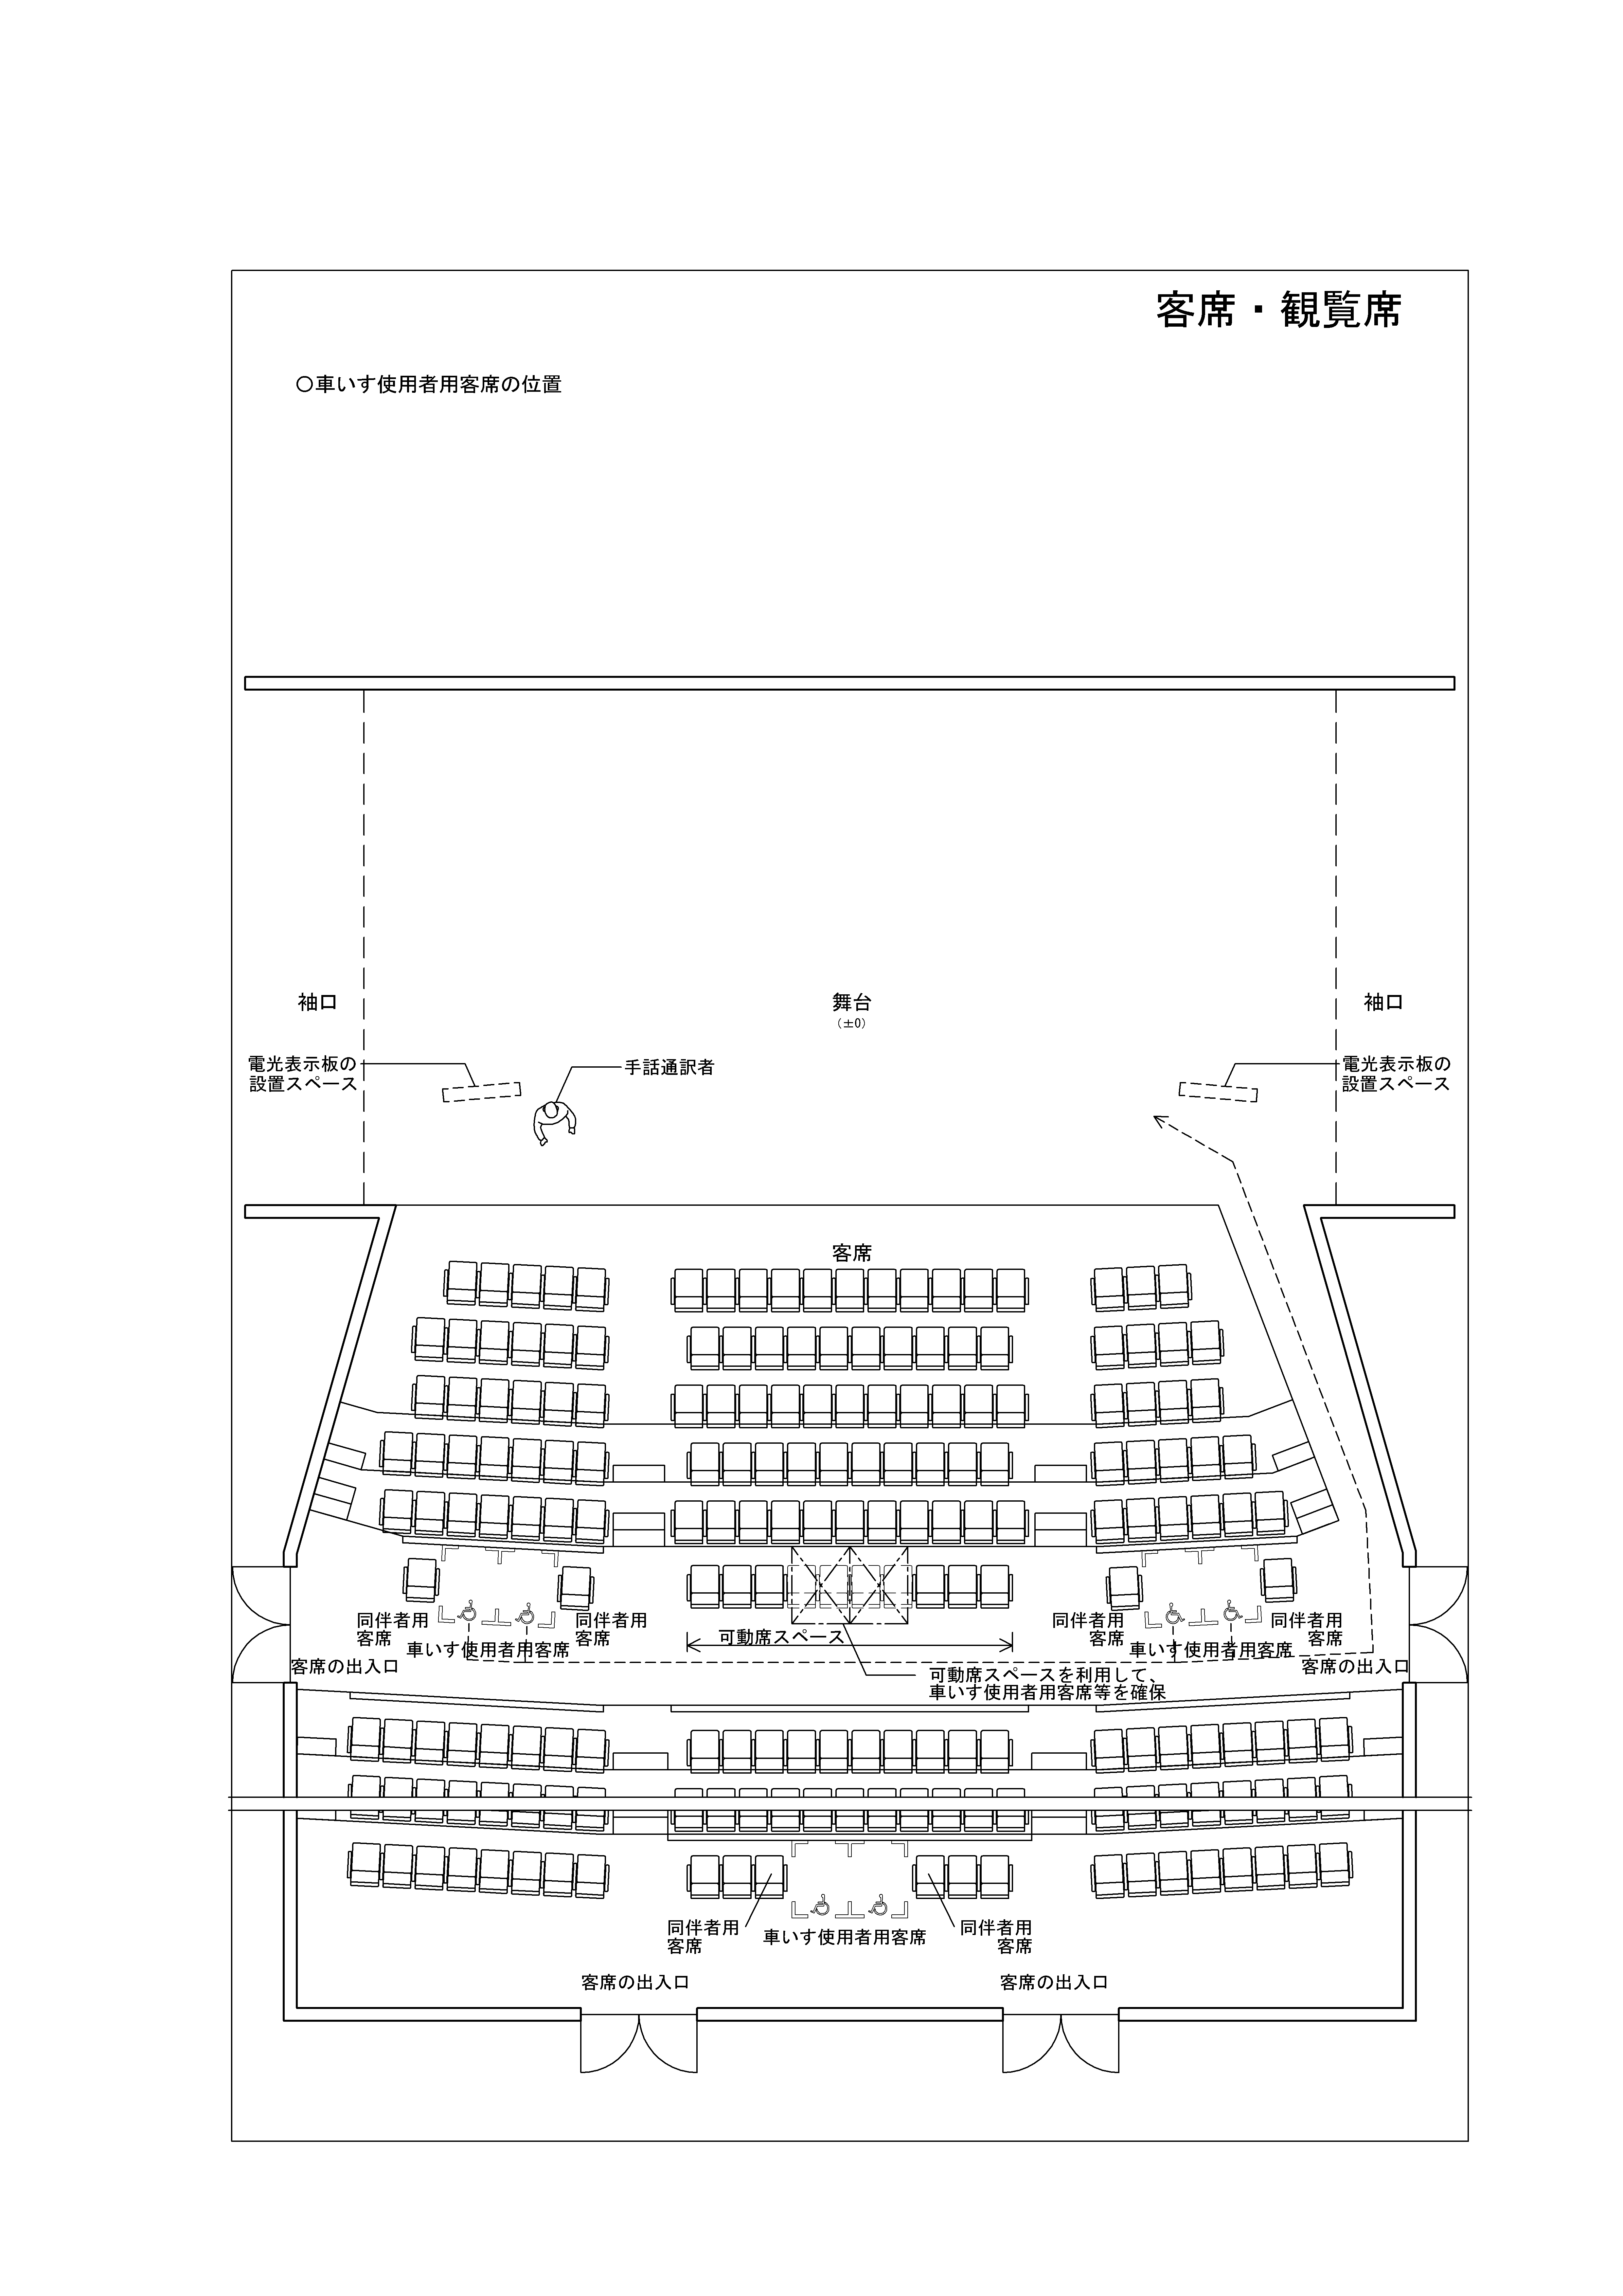 客席・観覧席
○車いす使用者用客席の位置
袖口
舞台
(±0)
袖口
電光表示板の
設置スペース
手話通訳者
電光表示板の
設置スペース
客席
同伴者用
客席
車いす使用者用客席
同伴者用
客席
可動席スペース
同伴者用
客席
車いす使用者用客席
同伴者用
客席
客席の出入口
可動席スペースを利用して、
車いす使用者用客席等を確保
客席の出入口
同伴者用
客席
車いす使用者用客席
同伴者用
客席
客席の出入口
客席の出入口